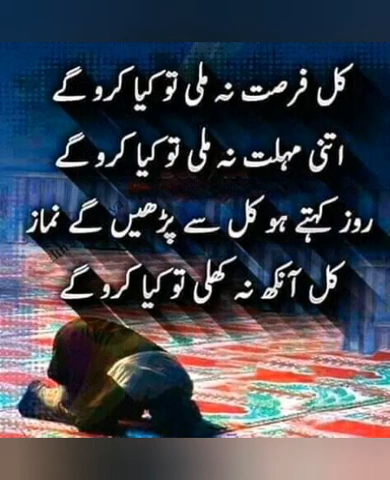 کل فرصت نہ ملی تو کیا کرو گے
اتنی مہلت نہ ملی تو کیا کرو گے
روز کہتے ہو کل سے پڑھیں گے نماز
کل آنکھ نہ کھلی تو کیا کرو گے